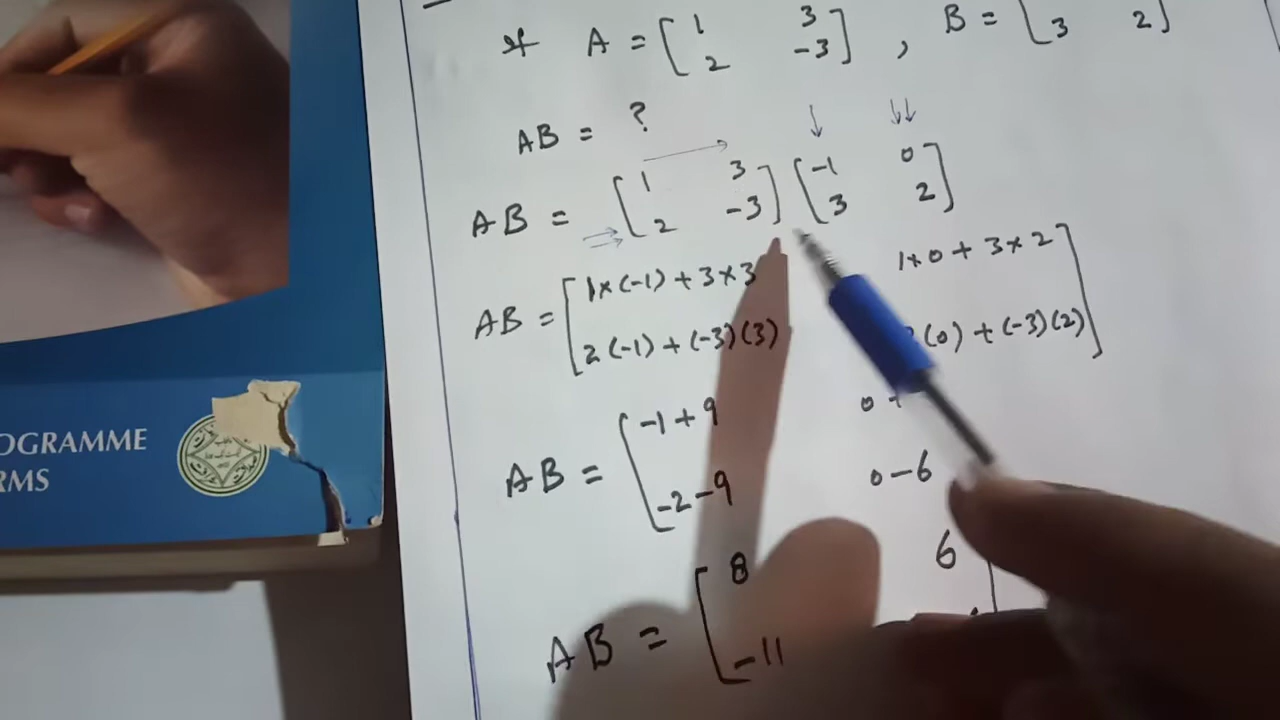 If A = [1 3 2 -3] , B = [3 2]
AB = ?
AB = [1 3 2 -3] [-1 0 3 2]
AB = [1×(-1) + 3×3 1×0 + 3×2
2(-1) + (-3)(3) (0) + (-3)(2)]
AB = [-1 + 9 0 +
-2 - 9 0 - 6
AB = [8 6
-11
OGRAMME
RMS